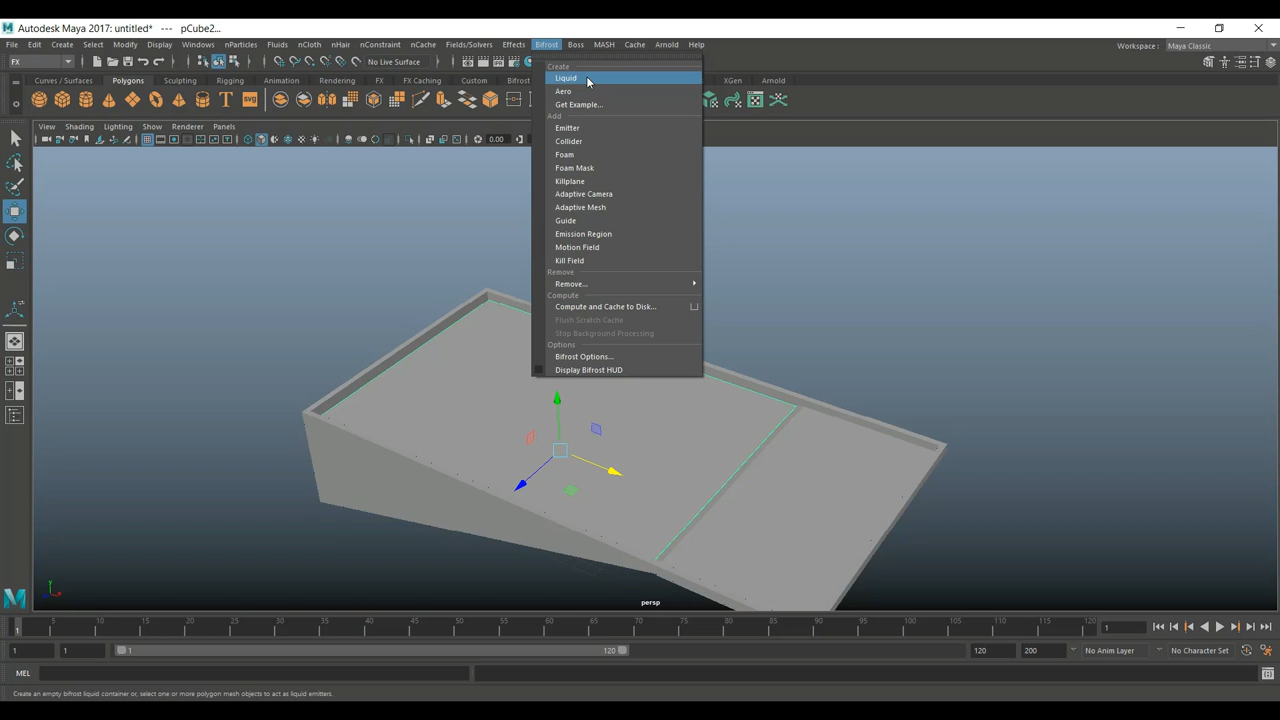 Autodesk Maya 2017: untitled* --- pCube2...
File Edit Create Select Modify Display Windows nParticles Fluids nCloth nHair nConstraint nCache Fields/Solvers Effects Bifrost Boss MASH Cache Arnold Help
Workspace : Maya Classic
FX
No Live Surface
Curves / Surfaces Polygons Sculpting Rigging Animation Rendering FX FX Caching Custom Bifrost XGen Arnold
SVG
View Shading Lighting Show Renderer Panels
0.00
Create
Liquid
Aero
Get Example...
Add
Emitter
Collider
Foam
Foam Mask
Killplane
Adaptive Camera
Adaptive Mesh
Guide
Emission Region
Motion Field
Kill Field
Remove
Remove...
Compute
Compute and Cache to Disk...
Flush Scratch Cache
Stop Background Processing
Options
Bifrost Options...
Display Bifrost HUD
persp
1 5 10 15 20 25 30 35 40 45 50 55 60 65 70 75 80 85 90 95 100 105 110 115 120 1
1 1 1 120 120 200 No Anim Layer No Character Set
MEL
Create an empty bifrost liquid container or, select one or more polygon mesh objects to act as liquid emitters.